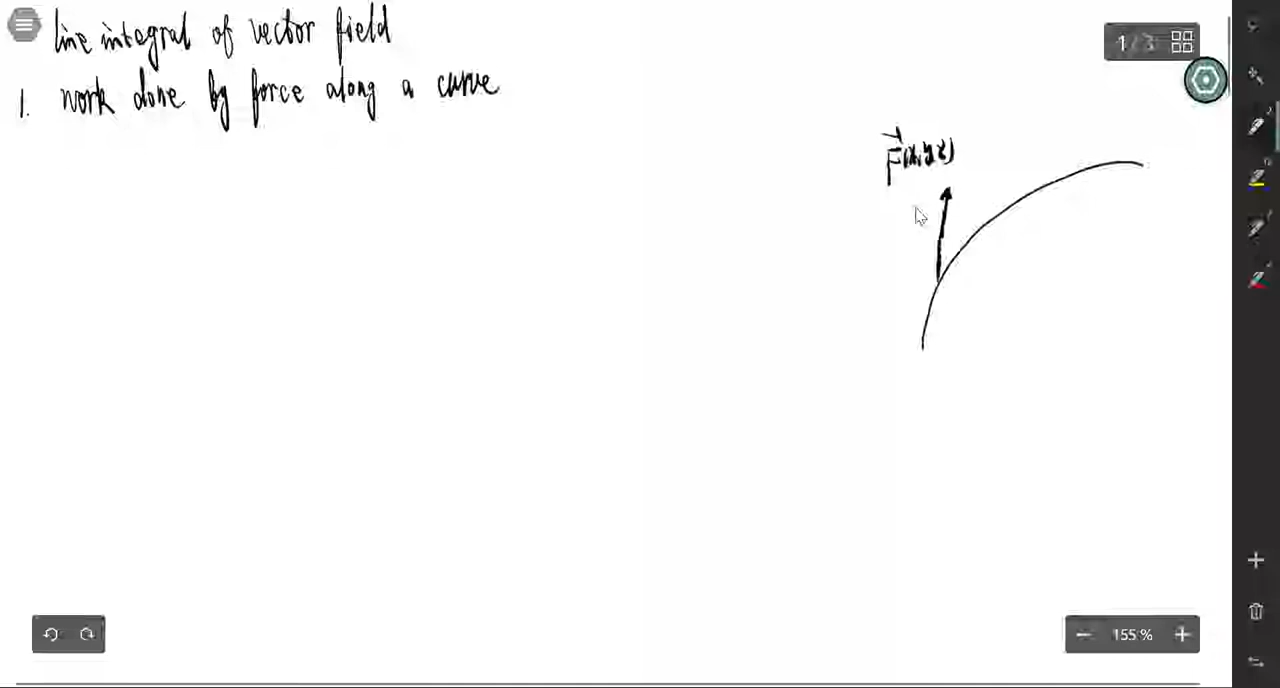 line integral of vector field
1. work done by force along a curve
1 / 3
F(x,y,z)
155 %